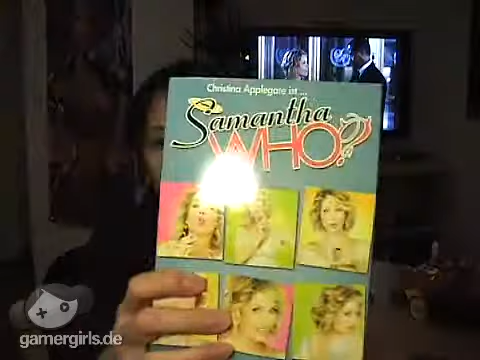 Christina Applegate ist ...
Samantha
WHO?
gamergirls.de